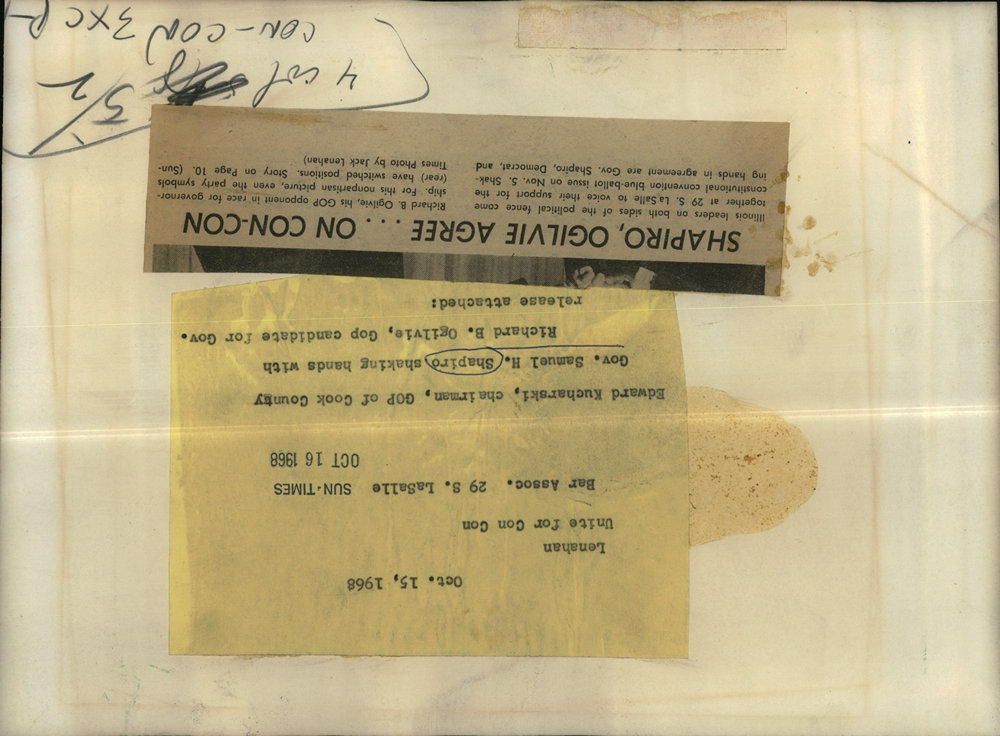 Oct. 15, 1968
Lenahan
Unite for Con Con
Bar Assoc. 29 S. LaSalle SUN-TIMES
OCT 16 1968
Edward Kucharski, chairman, GOP of Cook County
Gov. Samuel H. Shapiro shaking hands with
Richard B. Ogilvie, Gop candidate for Gov.
release attached:
SHAPIRO, OGILVIE AGREE ... ON CON-CON
Illinois leaders on both sides of the political fence come
together at 29 S. LaSalle to voice their support for the
constitutional convention blue-ballot issue on Nov. 5. Shak-
ing hands in agreement are Gov. Shapiro, Democrat, and
Richard B. Ogilvie, his GOP opponent in race for governor-
ship. For this nonpartisan picture, even the party symbols
(rear) have switched positions. Story on Page 10. (Sun-
Times Photo by Jack Lenahan)
4 col
5/2
CON-CON 3XC P-